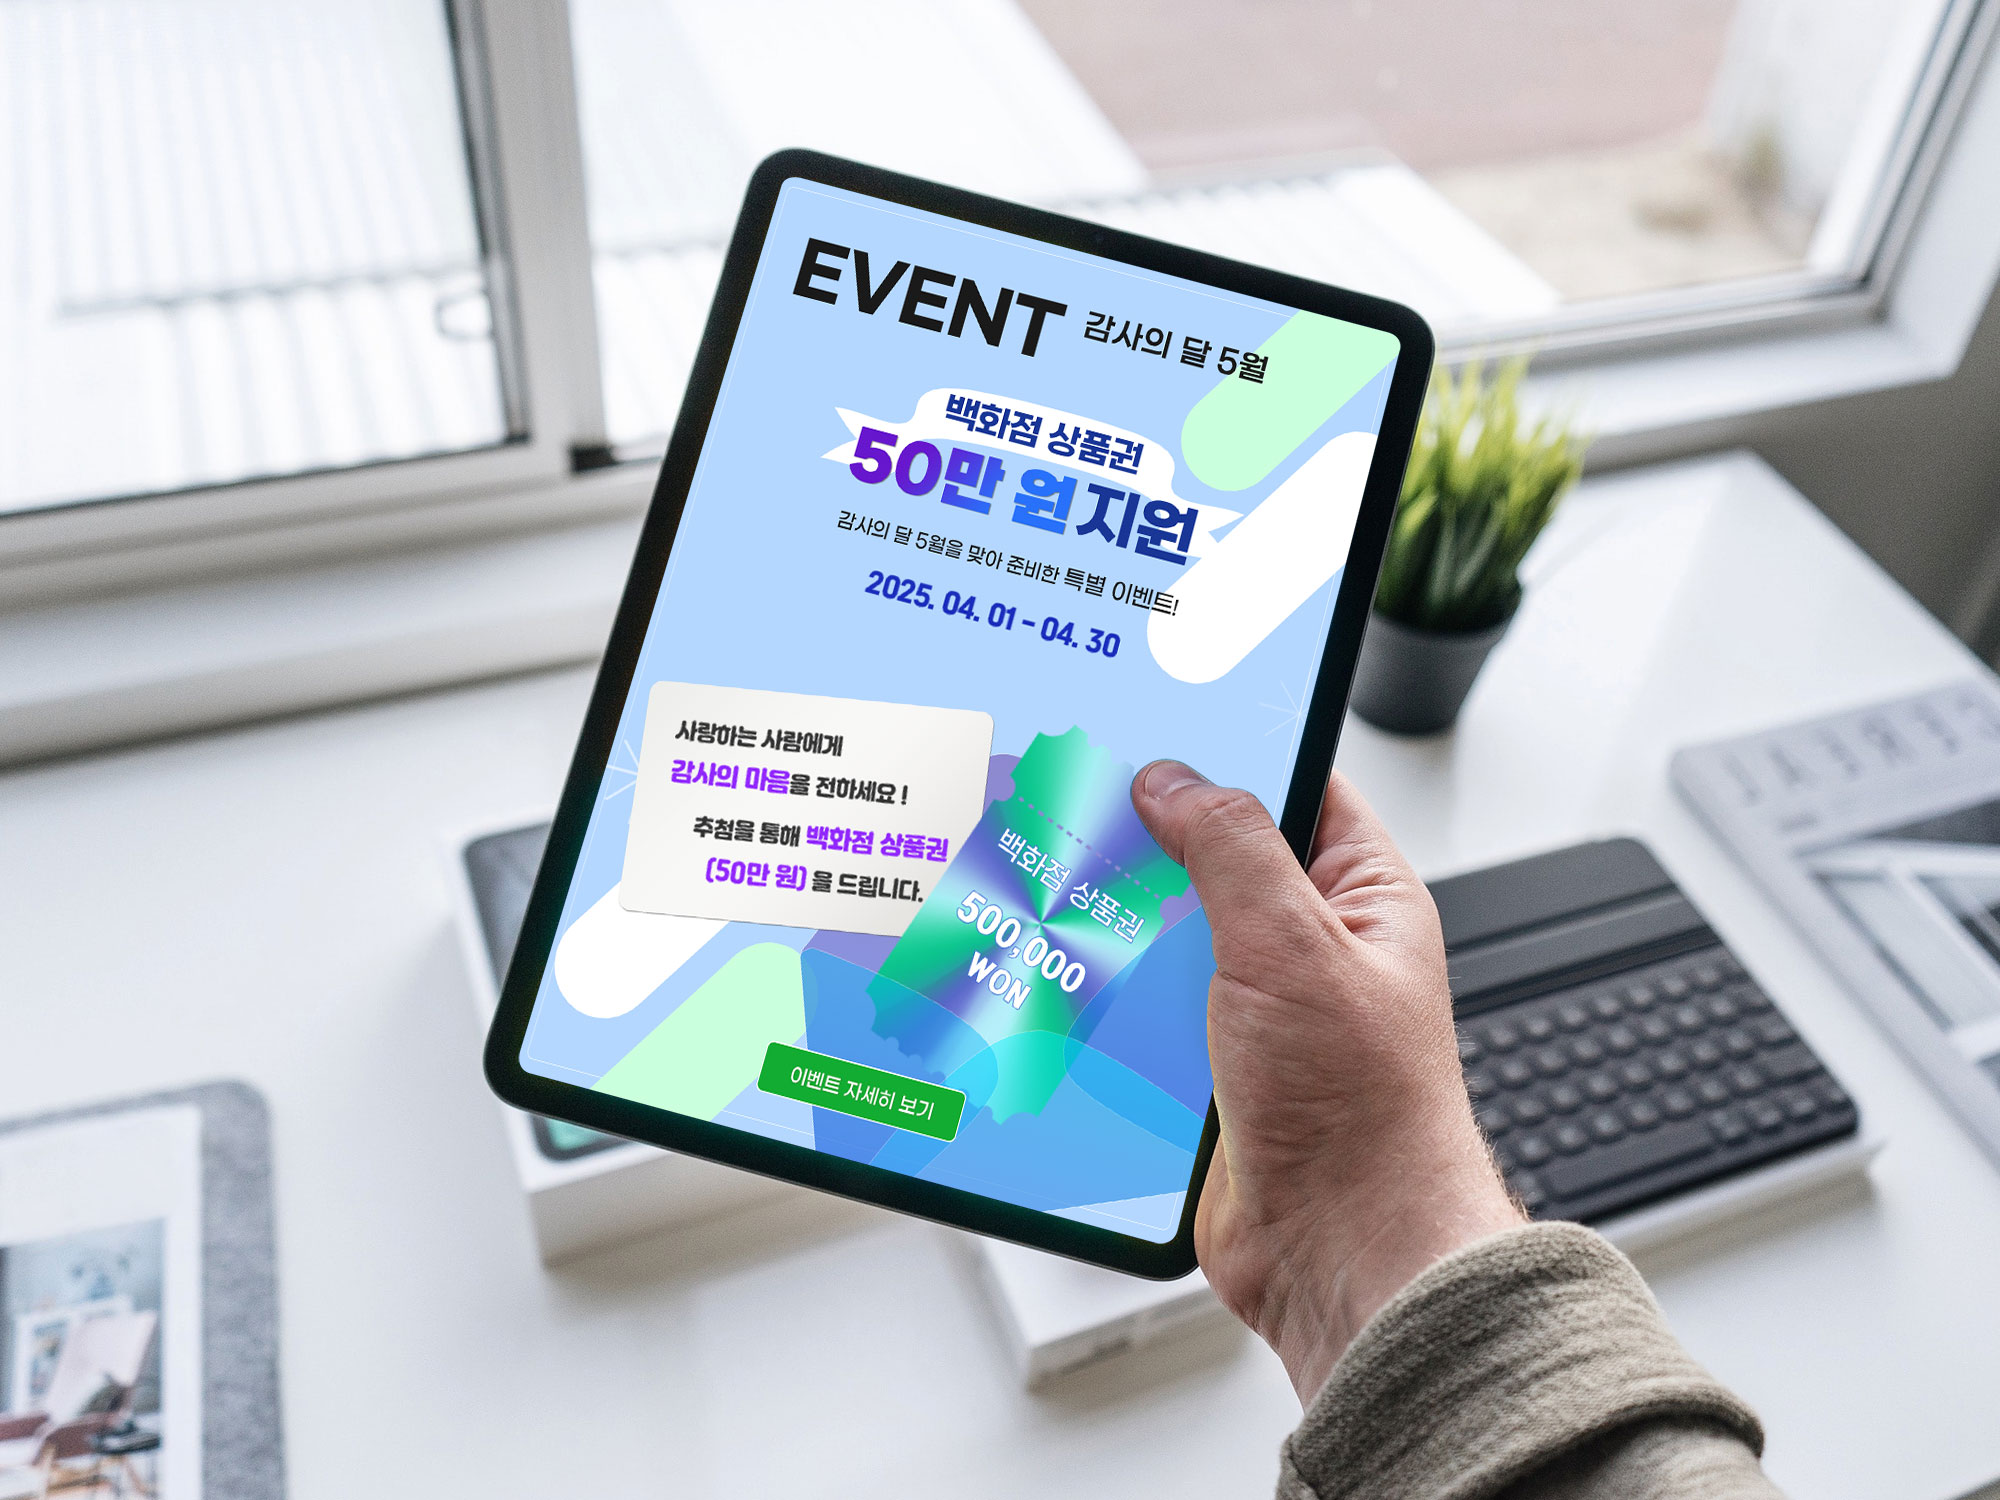 EVENT 감사의 달 5월
백화점 상품권
50만 원 지원
감사의 달 5월을 맞아 준비한 특별 이벤트!
2025. 04. 01 - 04. 30
사랑하는 사람에게
감사의 마음을 전하세요 !
추첨을 통해 백화점 상품권
(50만 원) 을 드립니다.
백화점 상품권
500,000
WON
이벤트 자세히 보기